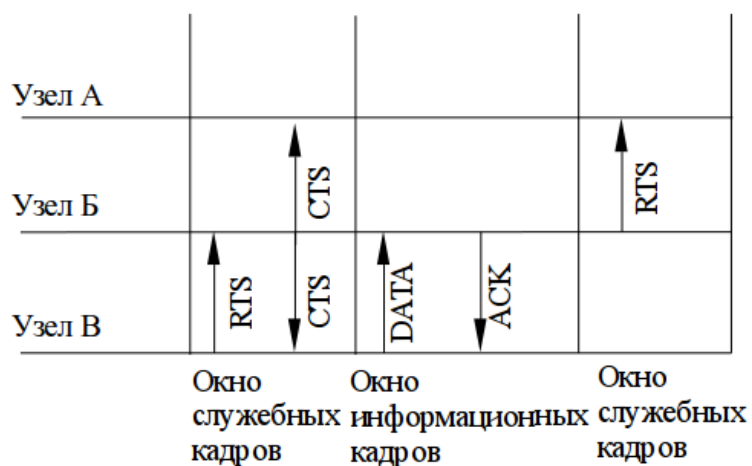 Узел А
CTS
RTS
Узел Б
RTS
CTS
DATA
ACK
Узел В
Окно
служебных
кадров
Окно
информационных
кадров
Окно
служебных
кадров